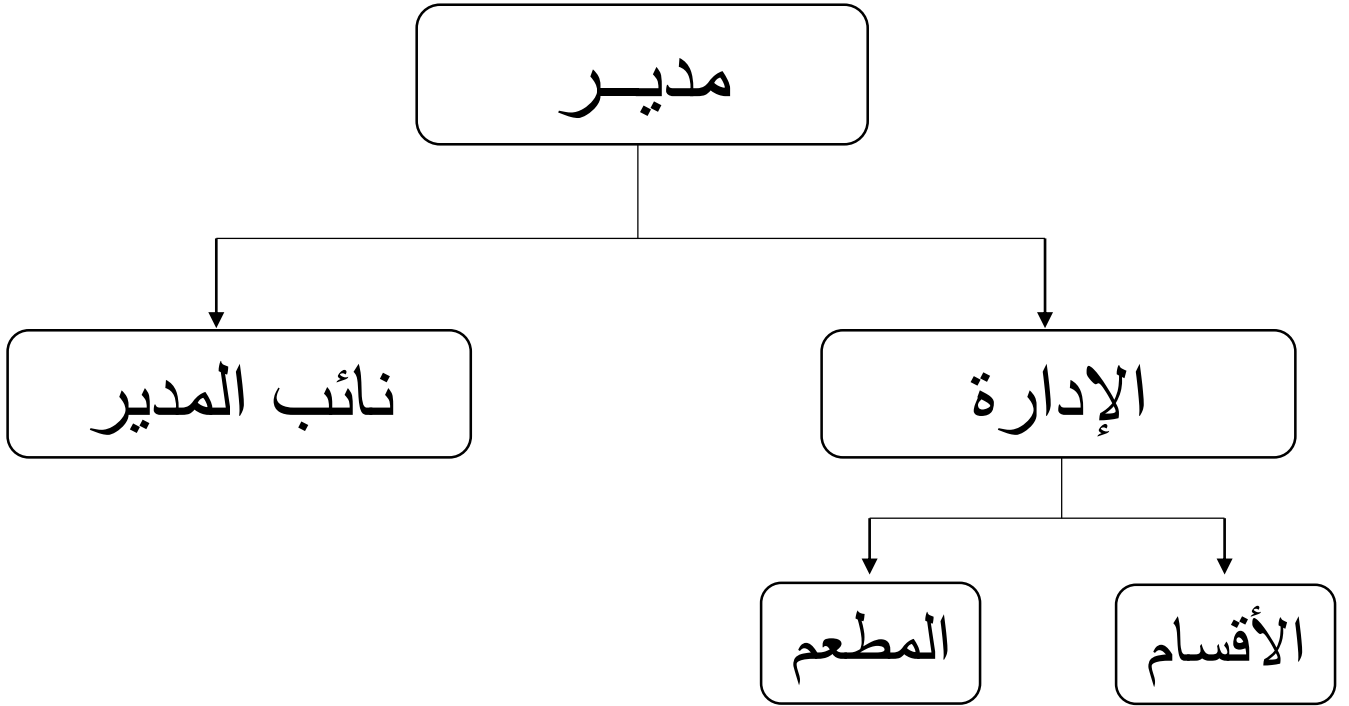 مديــر
الإدارة
نائب المدير
الأقسام
المطعم